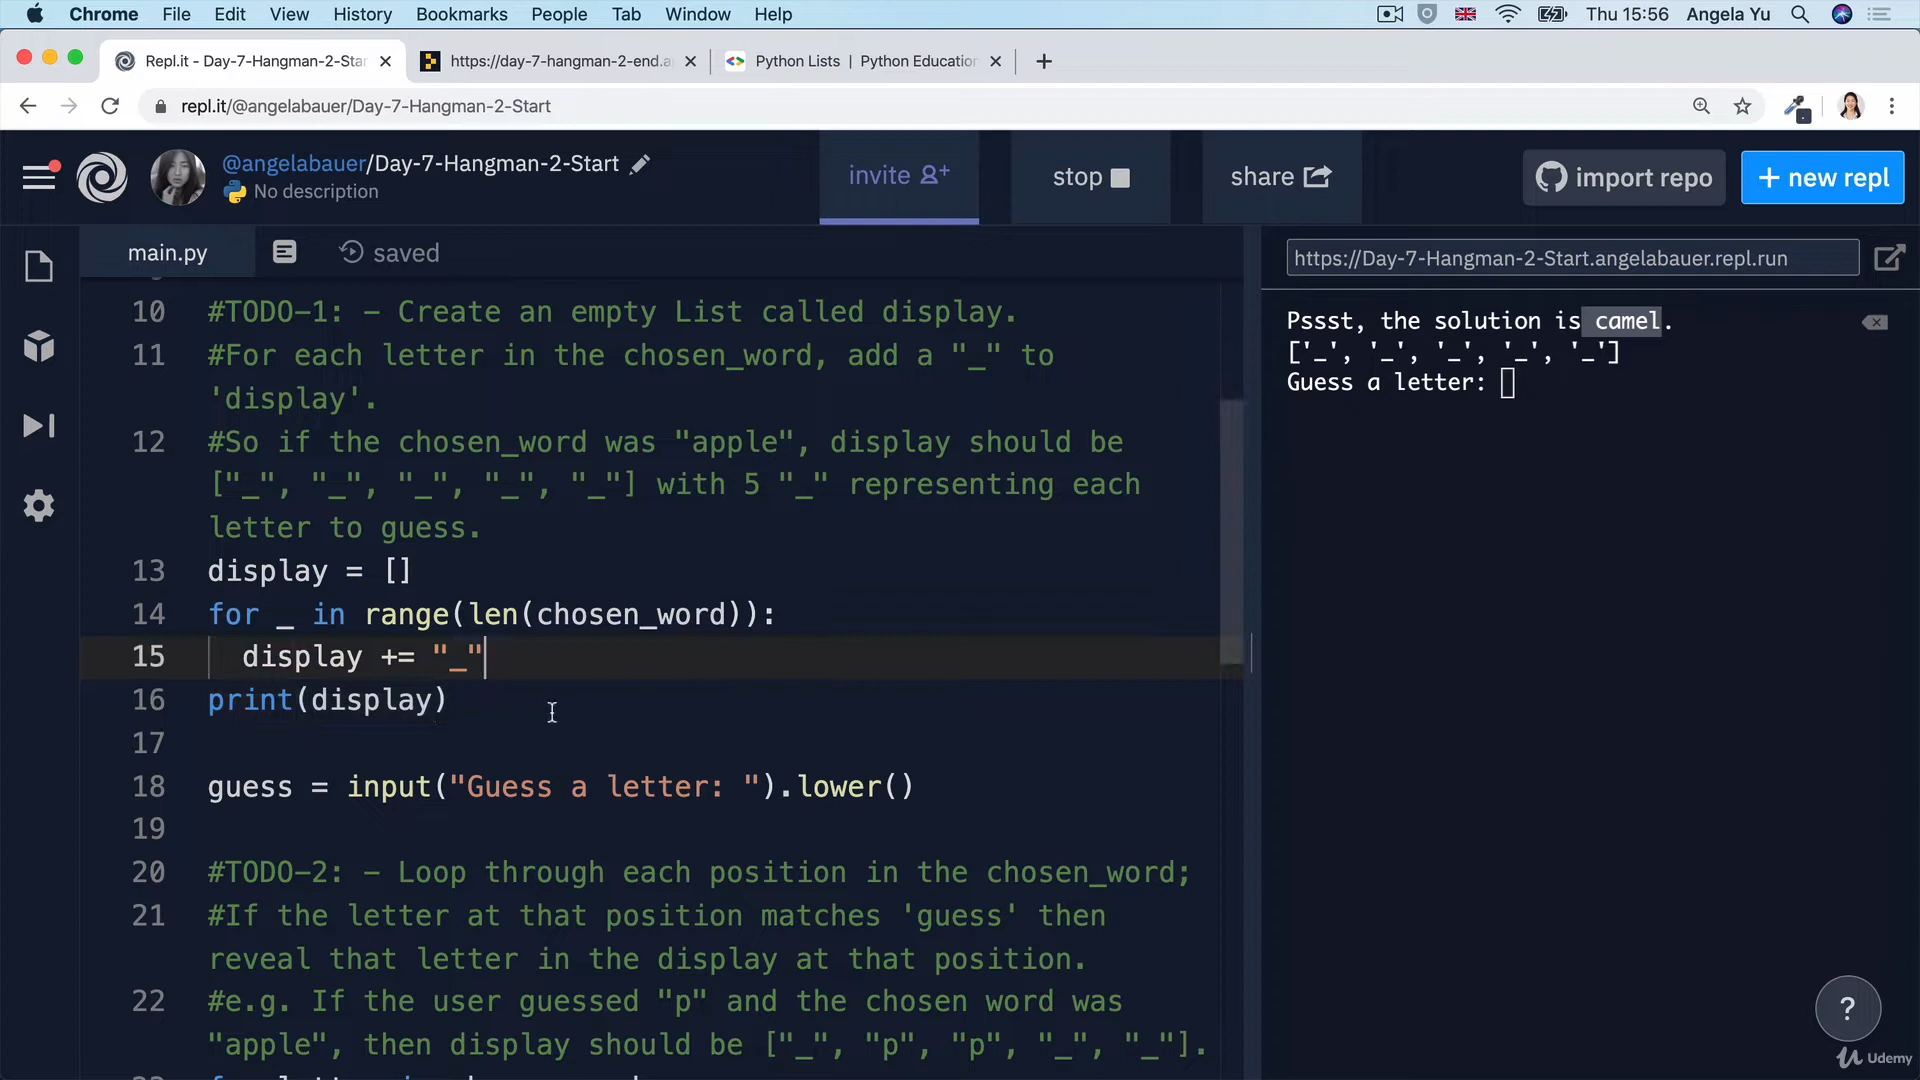 Chrome File Edit View History Bookmarks People Tab Window Help Thu 15:56 Angela Yu
Repl.it - Day-7-Hangman-2-Star https://day-7-hangman-2-end.a Python Lists | Python Education
repl.it/@angelabauer/Day-7-Hangman-2-Start
@angelabauer/Day-7-Hangman-2-Start
No description
invite
stop
share
import repo
+ new repl
main.py
saved
https://Day-7-Hangman-2-Start.angelabauer.repl.run
10 #TODO-1: - Create an empty List called display.
11 #For each letter in the chosen_word, add a "_" to
'display'.
12 #So if the chosen_word was "apple", display should be
["_", "_", "_", "_", "_"] with 5 "_" representing each
letter to guess.
13 display = []
14 for _ in range(len(chosen_word)):
15 display += "_"
16 print(display)
17
18 guess = input("Guess a letter: ").lower()
19
20 #TODO-2: - Loop through each position in the chosen_word;
21 #If the letter at that position matches 'guess' then
reveal that letter in the display at that position.
22 #e.g. If the user guessed "p" and the chosen word was
"apple", then display should be ["_", "p", "p", "_", "_"].
Pssst, the solution is camel.
['_', '_', '_', '_', '_']
Guess a letter:
?
Udemy